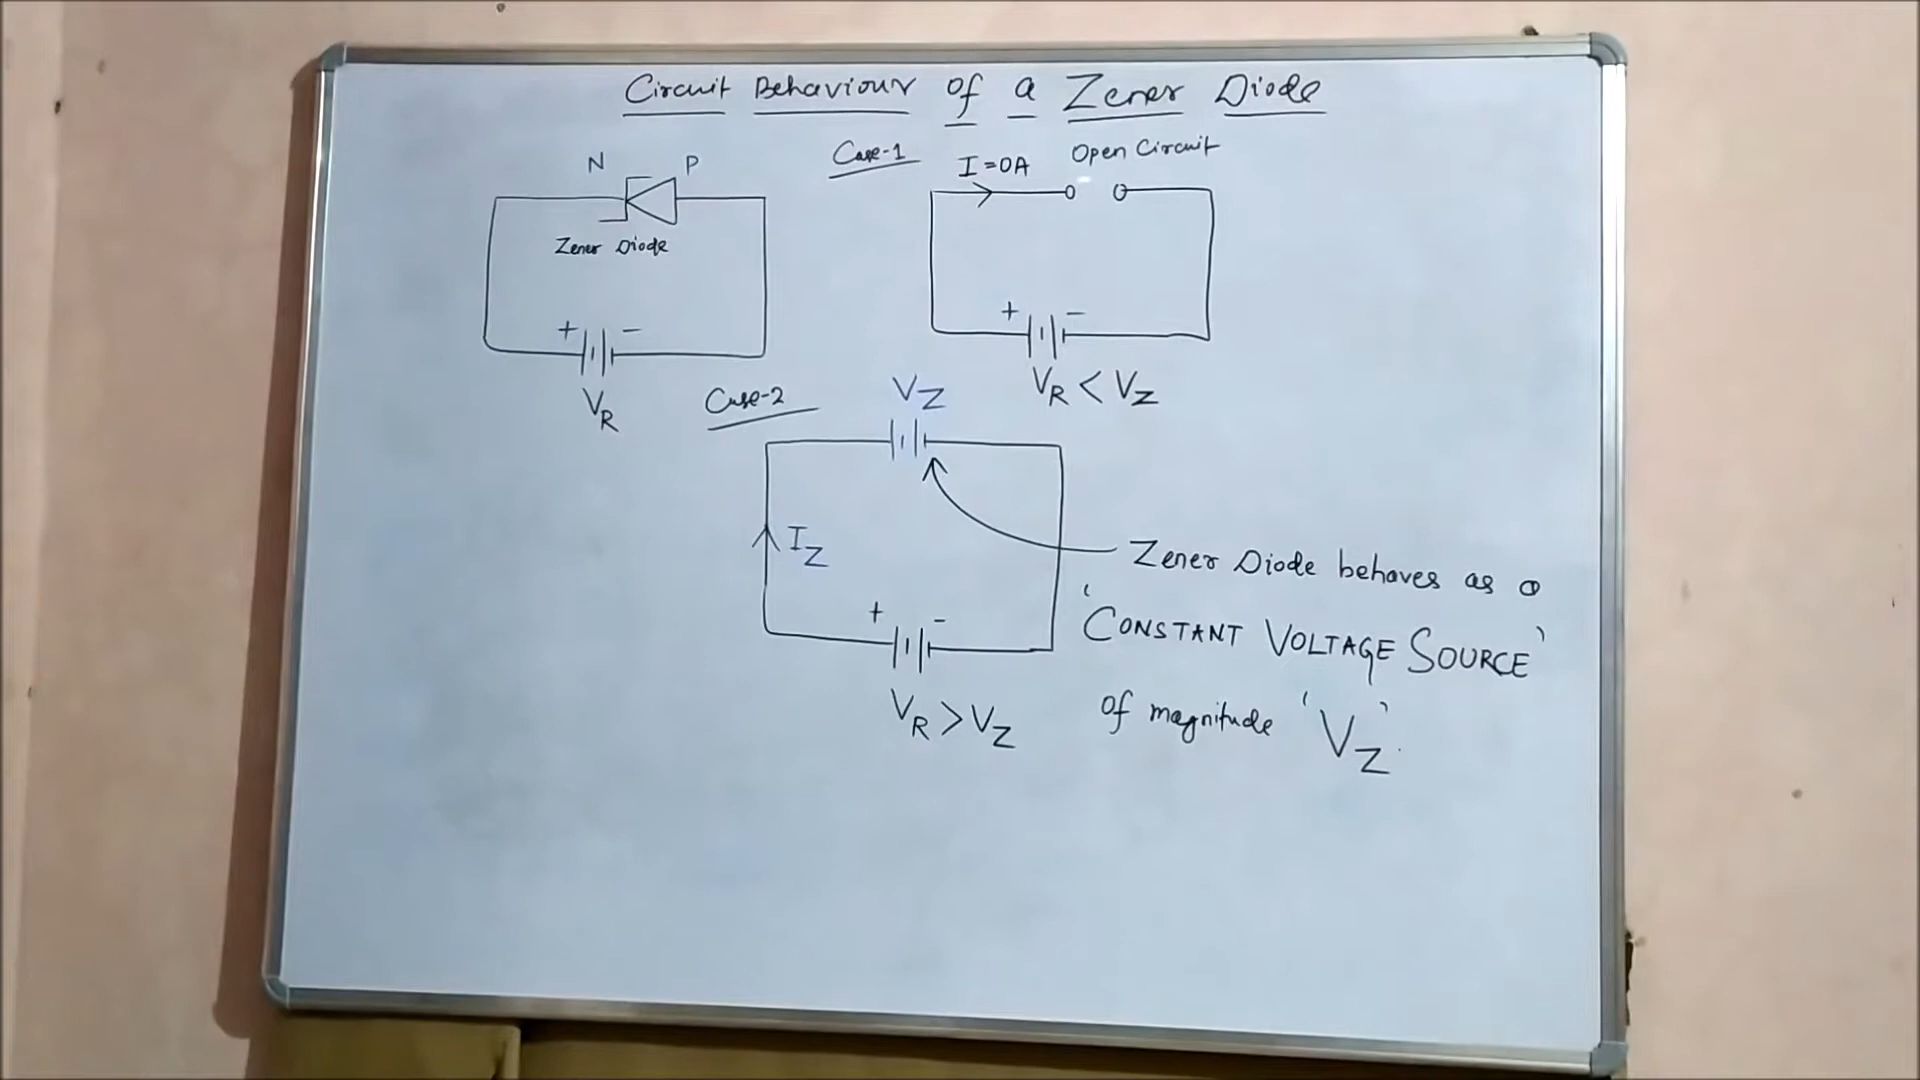 Circuit Behaviour of a Zener Diode
N P
Zener Diode
+ -
VR
Case-1
I=0A
Open Circuit
+ -
VR < VZ
Case-2
VZ
IZ
+ -
VR > VZ
Zener Diode behaves as a
'CONSTANT VOLTAGE SOURCE'
of magnitude 'VZ'.